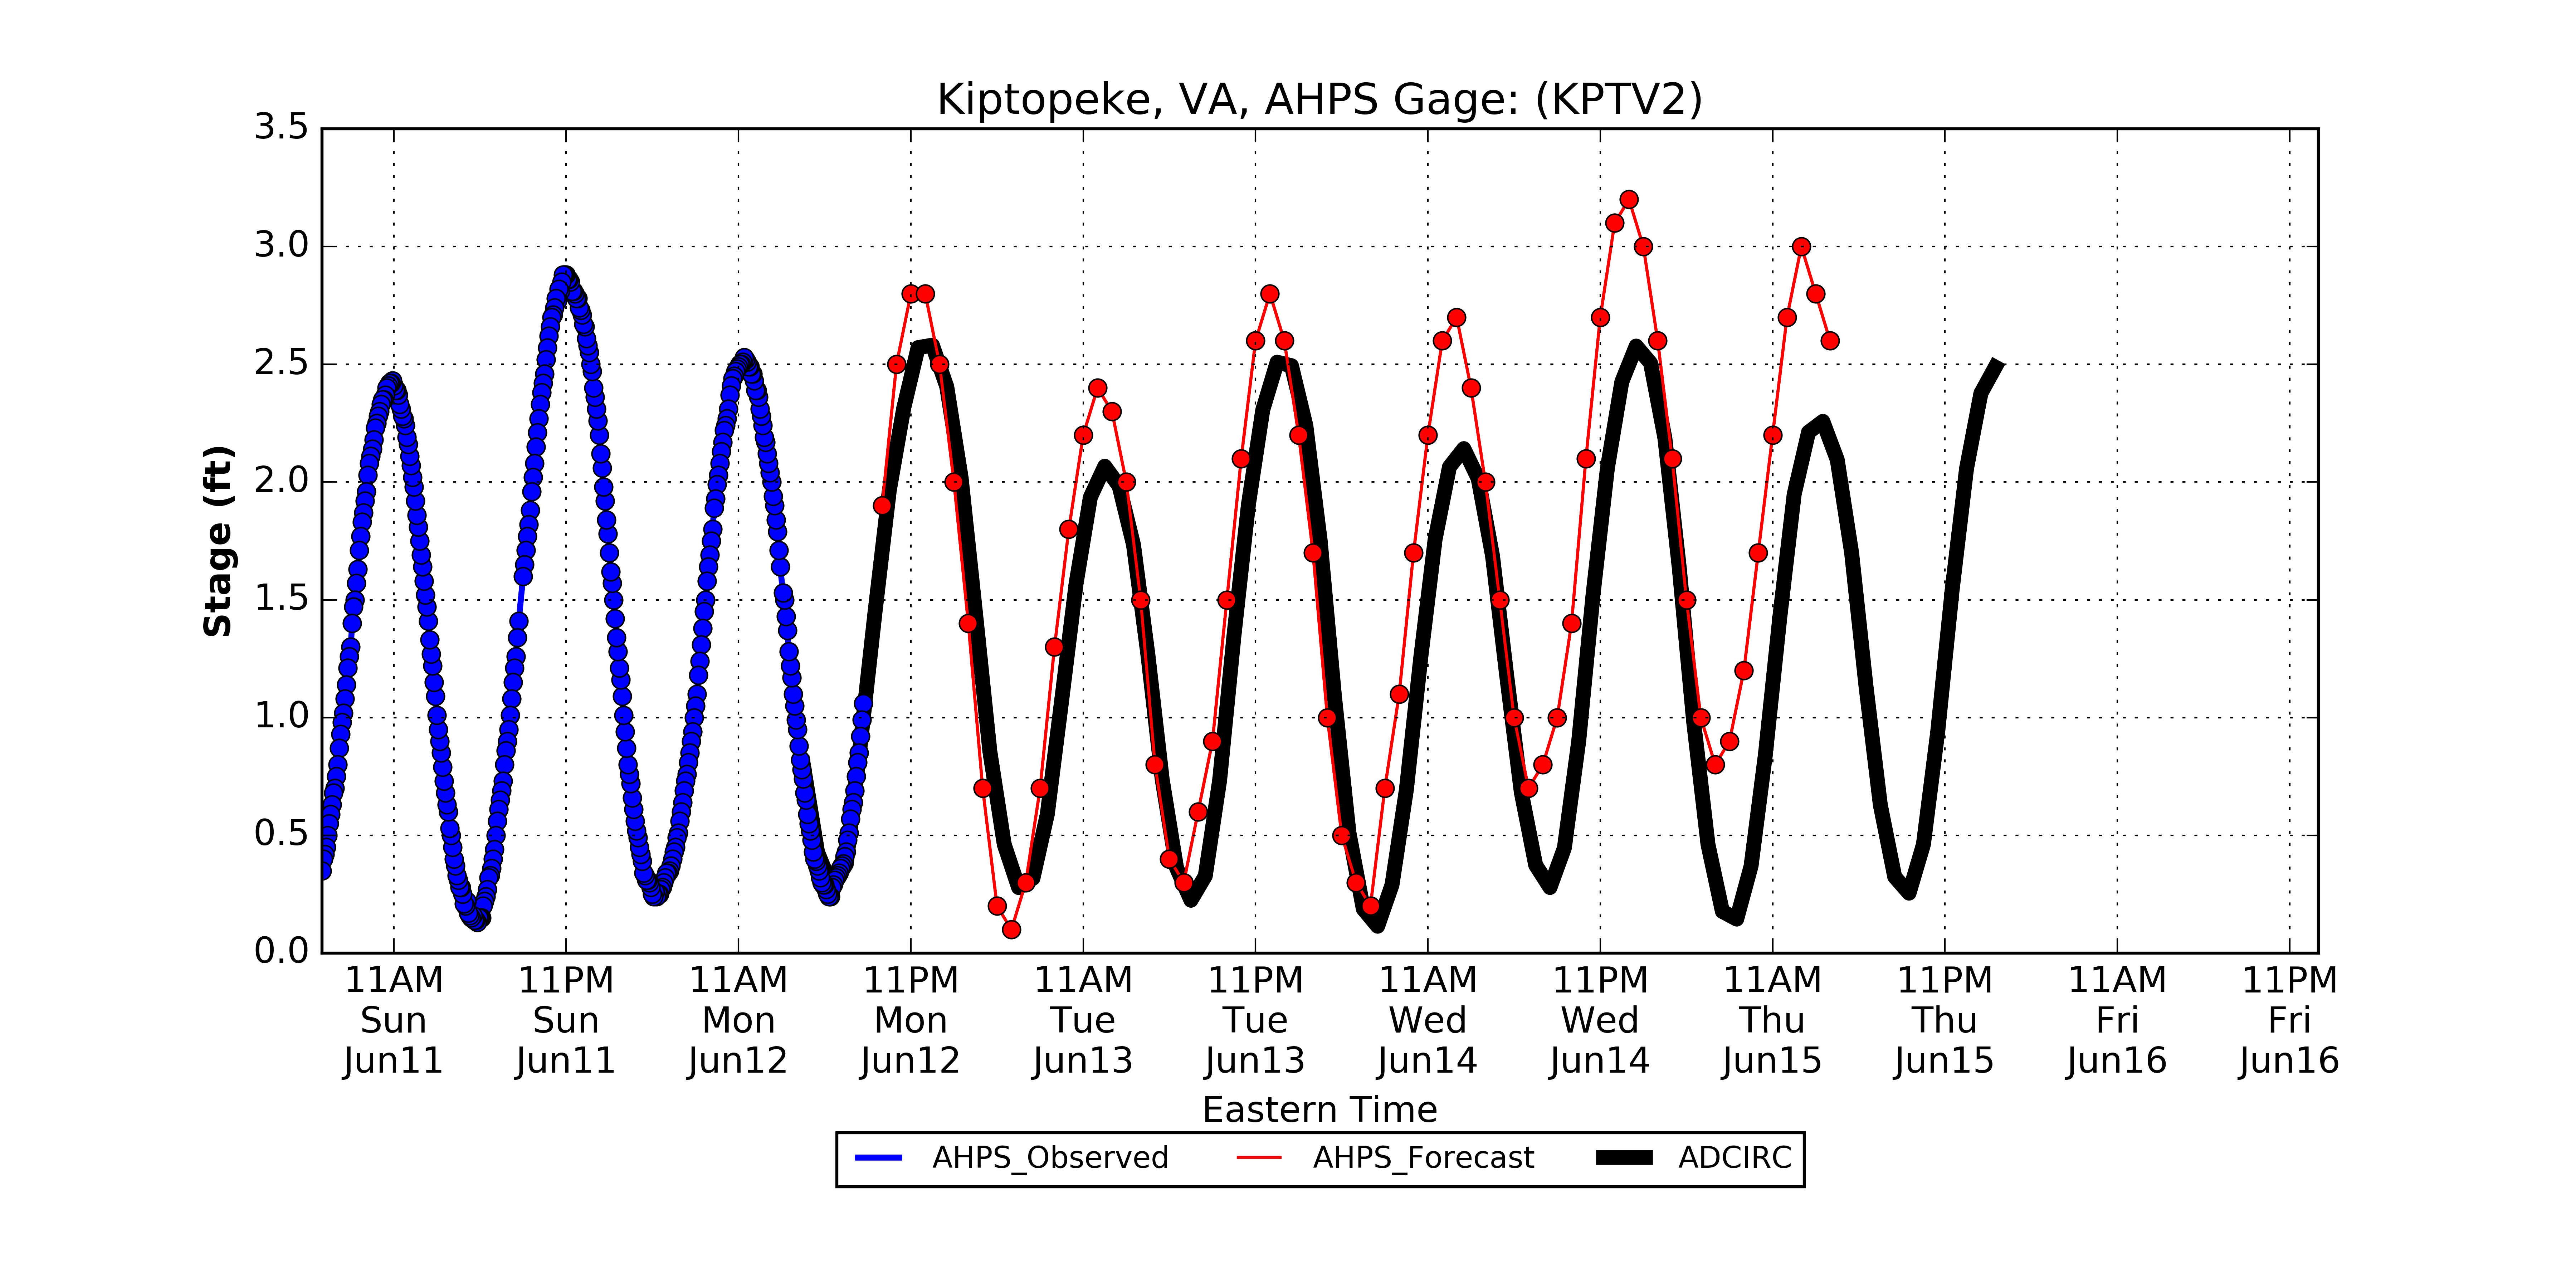 Kiptopeke, VA, AHPS Gage: (KPTV2)
Stage (ft)
3.5
3.0
2.5
2.0
1.5
1.0
0.5
0.0
11AM 11PM 11AM 11PM 11AM 11PM 11AM 11PM 11AM 11PM 11AM 11PM
Sun Sun Mon Mon Tue Tue Wed Wed Thu Thu Fri Fri
Jun11 Jun11 Jun12 Jun12 Jun13 Jun13 Jun14 Jun14 Jun15 Jun15 Jun16 Jun16
Eastern Time
AHPS_Observed AHPS_Forecast ADCIRC